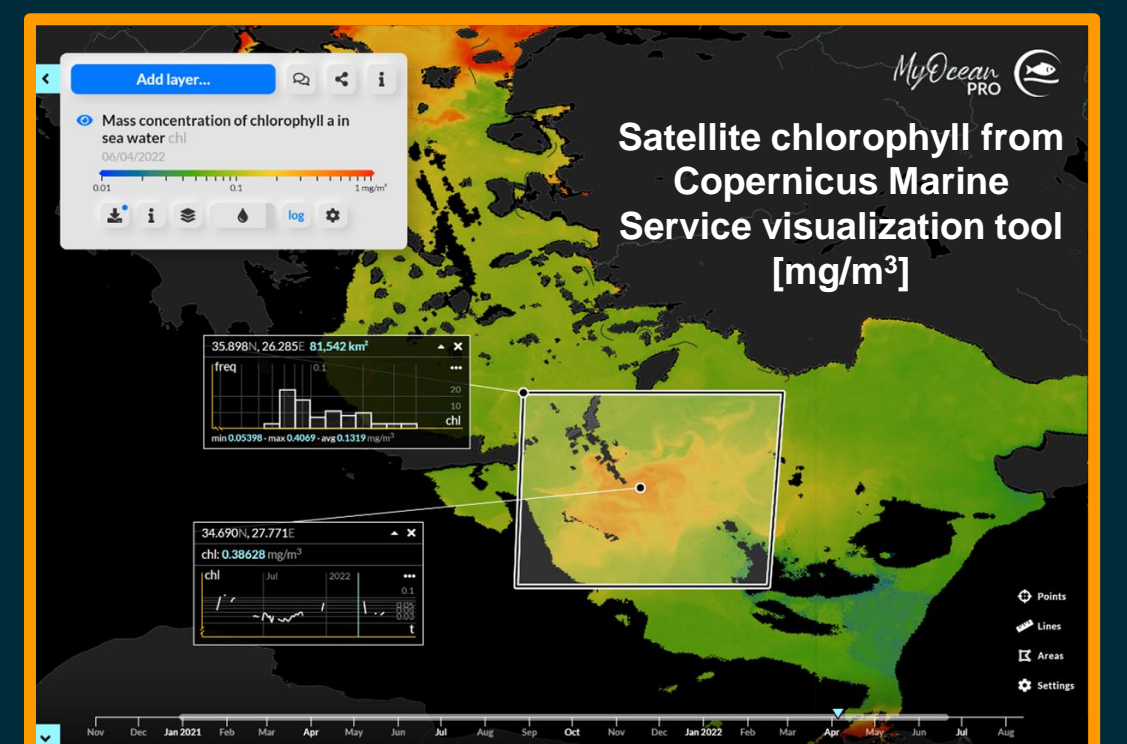 Add layer...
i
Mass concentration of chlorophyll a in
sea water chl
06/04/2022
0.01 0.1 1 mg/m³
i log
MyOcean
PRO
Satellite chlorophyll from
Copernicus Marine
Service visualization tool
[mg/m³]
35.898N, 26.285E 81,542 km²
freq 0.1
20
10
chl
min 0.05398 - max 0.4069 - avg 0.1319 mg/m³
34.690N, 27.771E
chl: 0.38628 mg/m³
chl Jul 2022
0.1
0.05
0.03
t
Points
Lines
Areas
Settings
Nov Dec Jan 2021 Feb Mar Apr May Jun Jul Aug Sep Oct Nov Dec Jan 2022 Feb Mar Apr May Jun Jul Aug